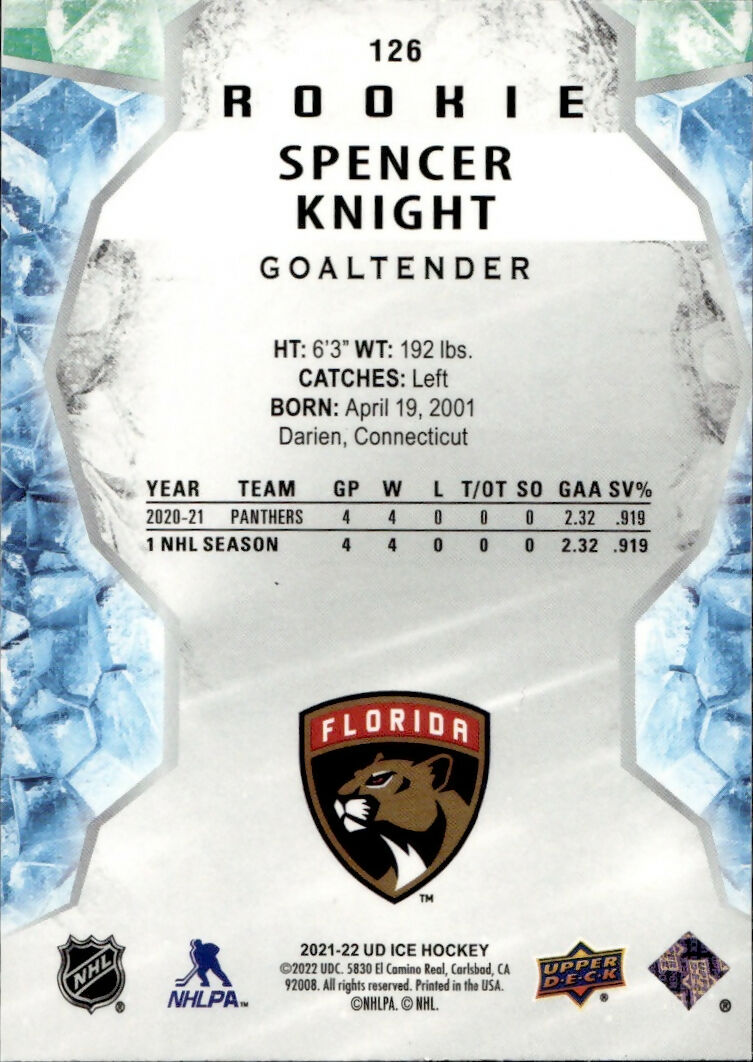 126
ROOKIE
SPENCER
KNIGHT
GOALTENDER
HT: 6'3" WT: 192 lbs.
CATCHES: Left
BORN: April 19, 2001
Darien, Connecticut
YEAR TEAM GP W L T/OT SO GAA SV%
2020-21 PANTHERS 4 4 0 0 0 2.32 .919
1 NHL SEASON 4 4 0 0 0 2.32 .919
FLORIDA
TM
NHL ®
NHLPA TM
2021-22 UD ICE HOCKEY
©2022 UDC. 5830 El Camino Real, Carlsbad, CA
92008. All rights reserved. Printed in the USA.
©NHLPA. © NHL.
UPPER
DECK ®
®